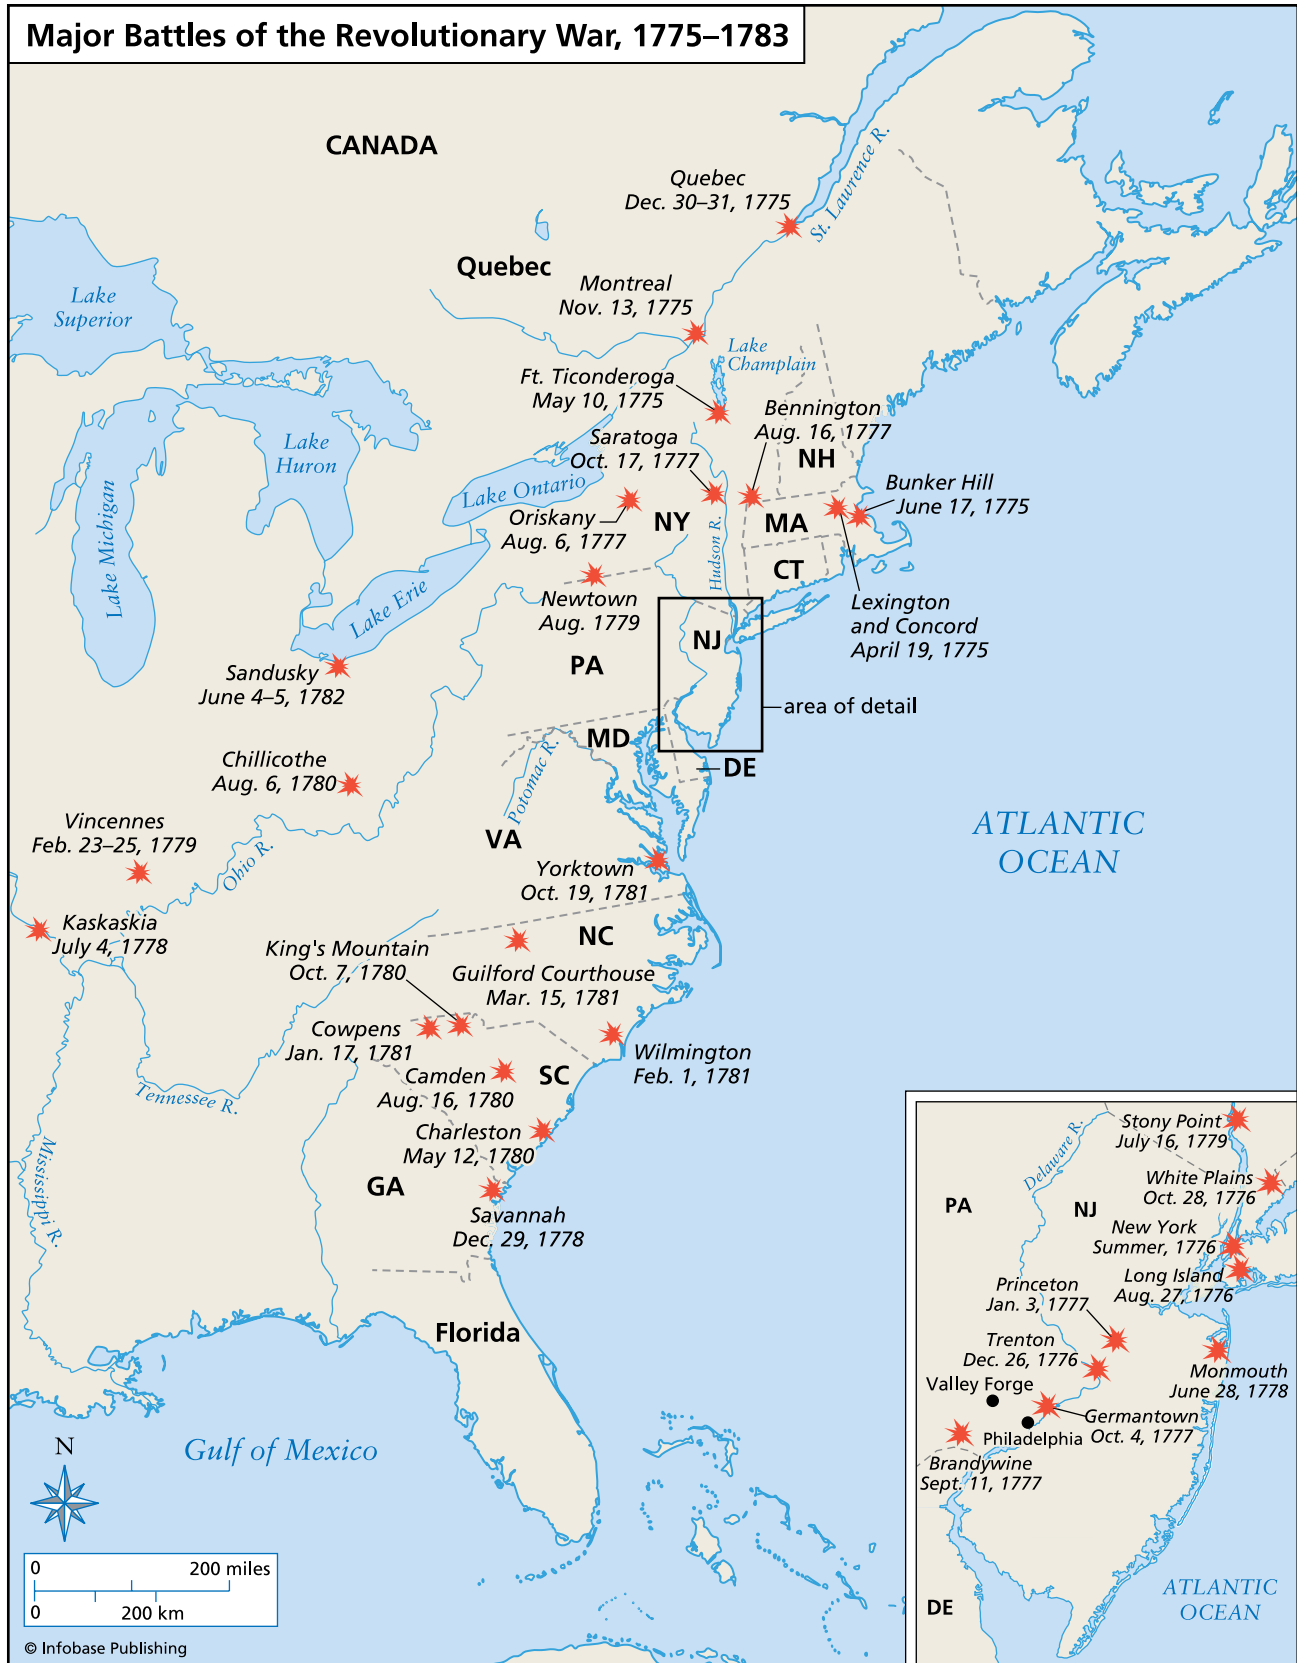 Major Battles of the Revolutionary War, 1775–1783
CANADA
St. Lawrence R.
Quebec
Dec. 30–31, 1775
Quebec
Montreal
Nov. 13, 1775
Lake
Superior
Lake
Champlain
Ft. Ticonderoga
May 10, 1775
Bennington
Aug. 16, 1777
Saratoga
Oct. 17, 1777
Lake
Huron
NH
Lake Ontario
Bunker Hill
June 17, 1775
Lake Michigan
Oriskany
Aug. 6, 1777
NY
MA
Hudson R.
CT
Newtown
Aug. 1779
Lake Erie
Lexington
and Concord
April 19, 1775
NJ
PA
Sandusky
June 4–5, 1782
area of detail
MD
DE
Potomac R.
Chillicothe
Aug. 6, 1780
Vincennes
Feb. 23–25, 1779
VA
ATLANTIC
OCEAN
Ohio R.
Yorktown
Oct. 19, 1781
Kaskaskia
July 4, 1778
King's Mountain
Oct. 7, 1780
NC
Guilford Courthouse
Mar. 15, 1781
Cowpens
Jan. 17, 1781
Wilmington
Feb. 1, 1781
Camden
Aug. 16, 1780
SC
Tennessee R.
Charleston
May 12, 1780
Mississippi R.
GA
Savannah
Dec. 29, 1778
Florida
Gulf of Mexico
N
0
200 miles
0
200 km
© Infobase Publishing
Stony Point
July 16, 1779
Delaware R.
White Plains
Oct. 28, 1776
PA
NJ
New York
Summer, 1776
Long Island
Aug. 27, 1776
Princeton
Jan. 3, 1777
Trenton
Dec. 26, 1776
Monmouth
June 28, 1778
Valley Forge
Germantown
Oct. 4, 1777
Philadelphia
Brandywine
Sept. 11, 1777
ATLANTIC
OCEAN
DE